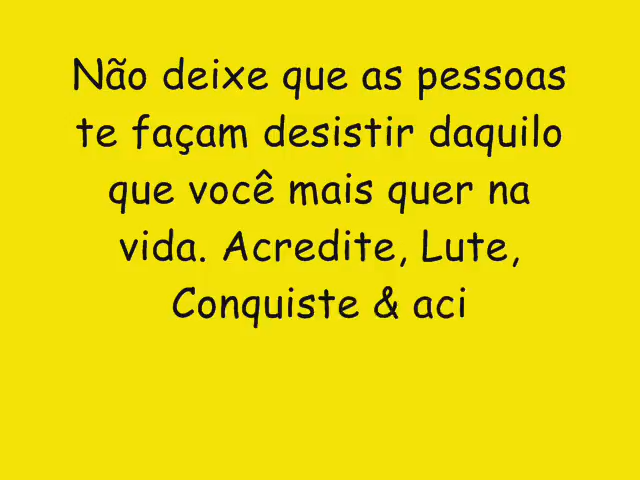 Não deixe que as pessoas
te façam desistir daquilo
que você mais quer na
vida. Acredite, Lute,
Conquiste & aci